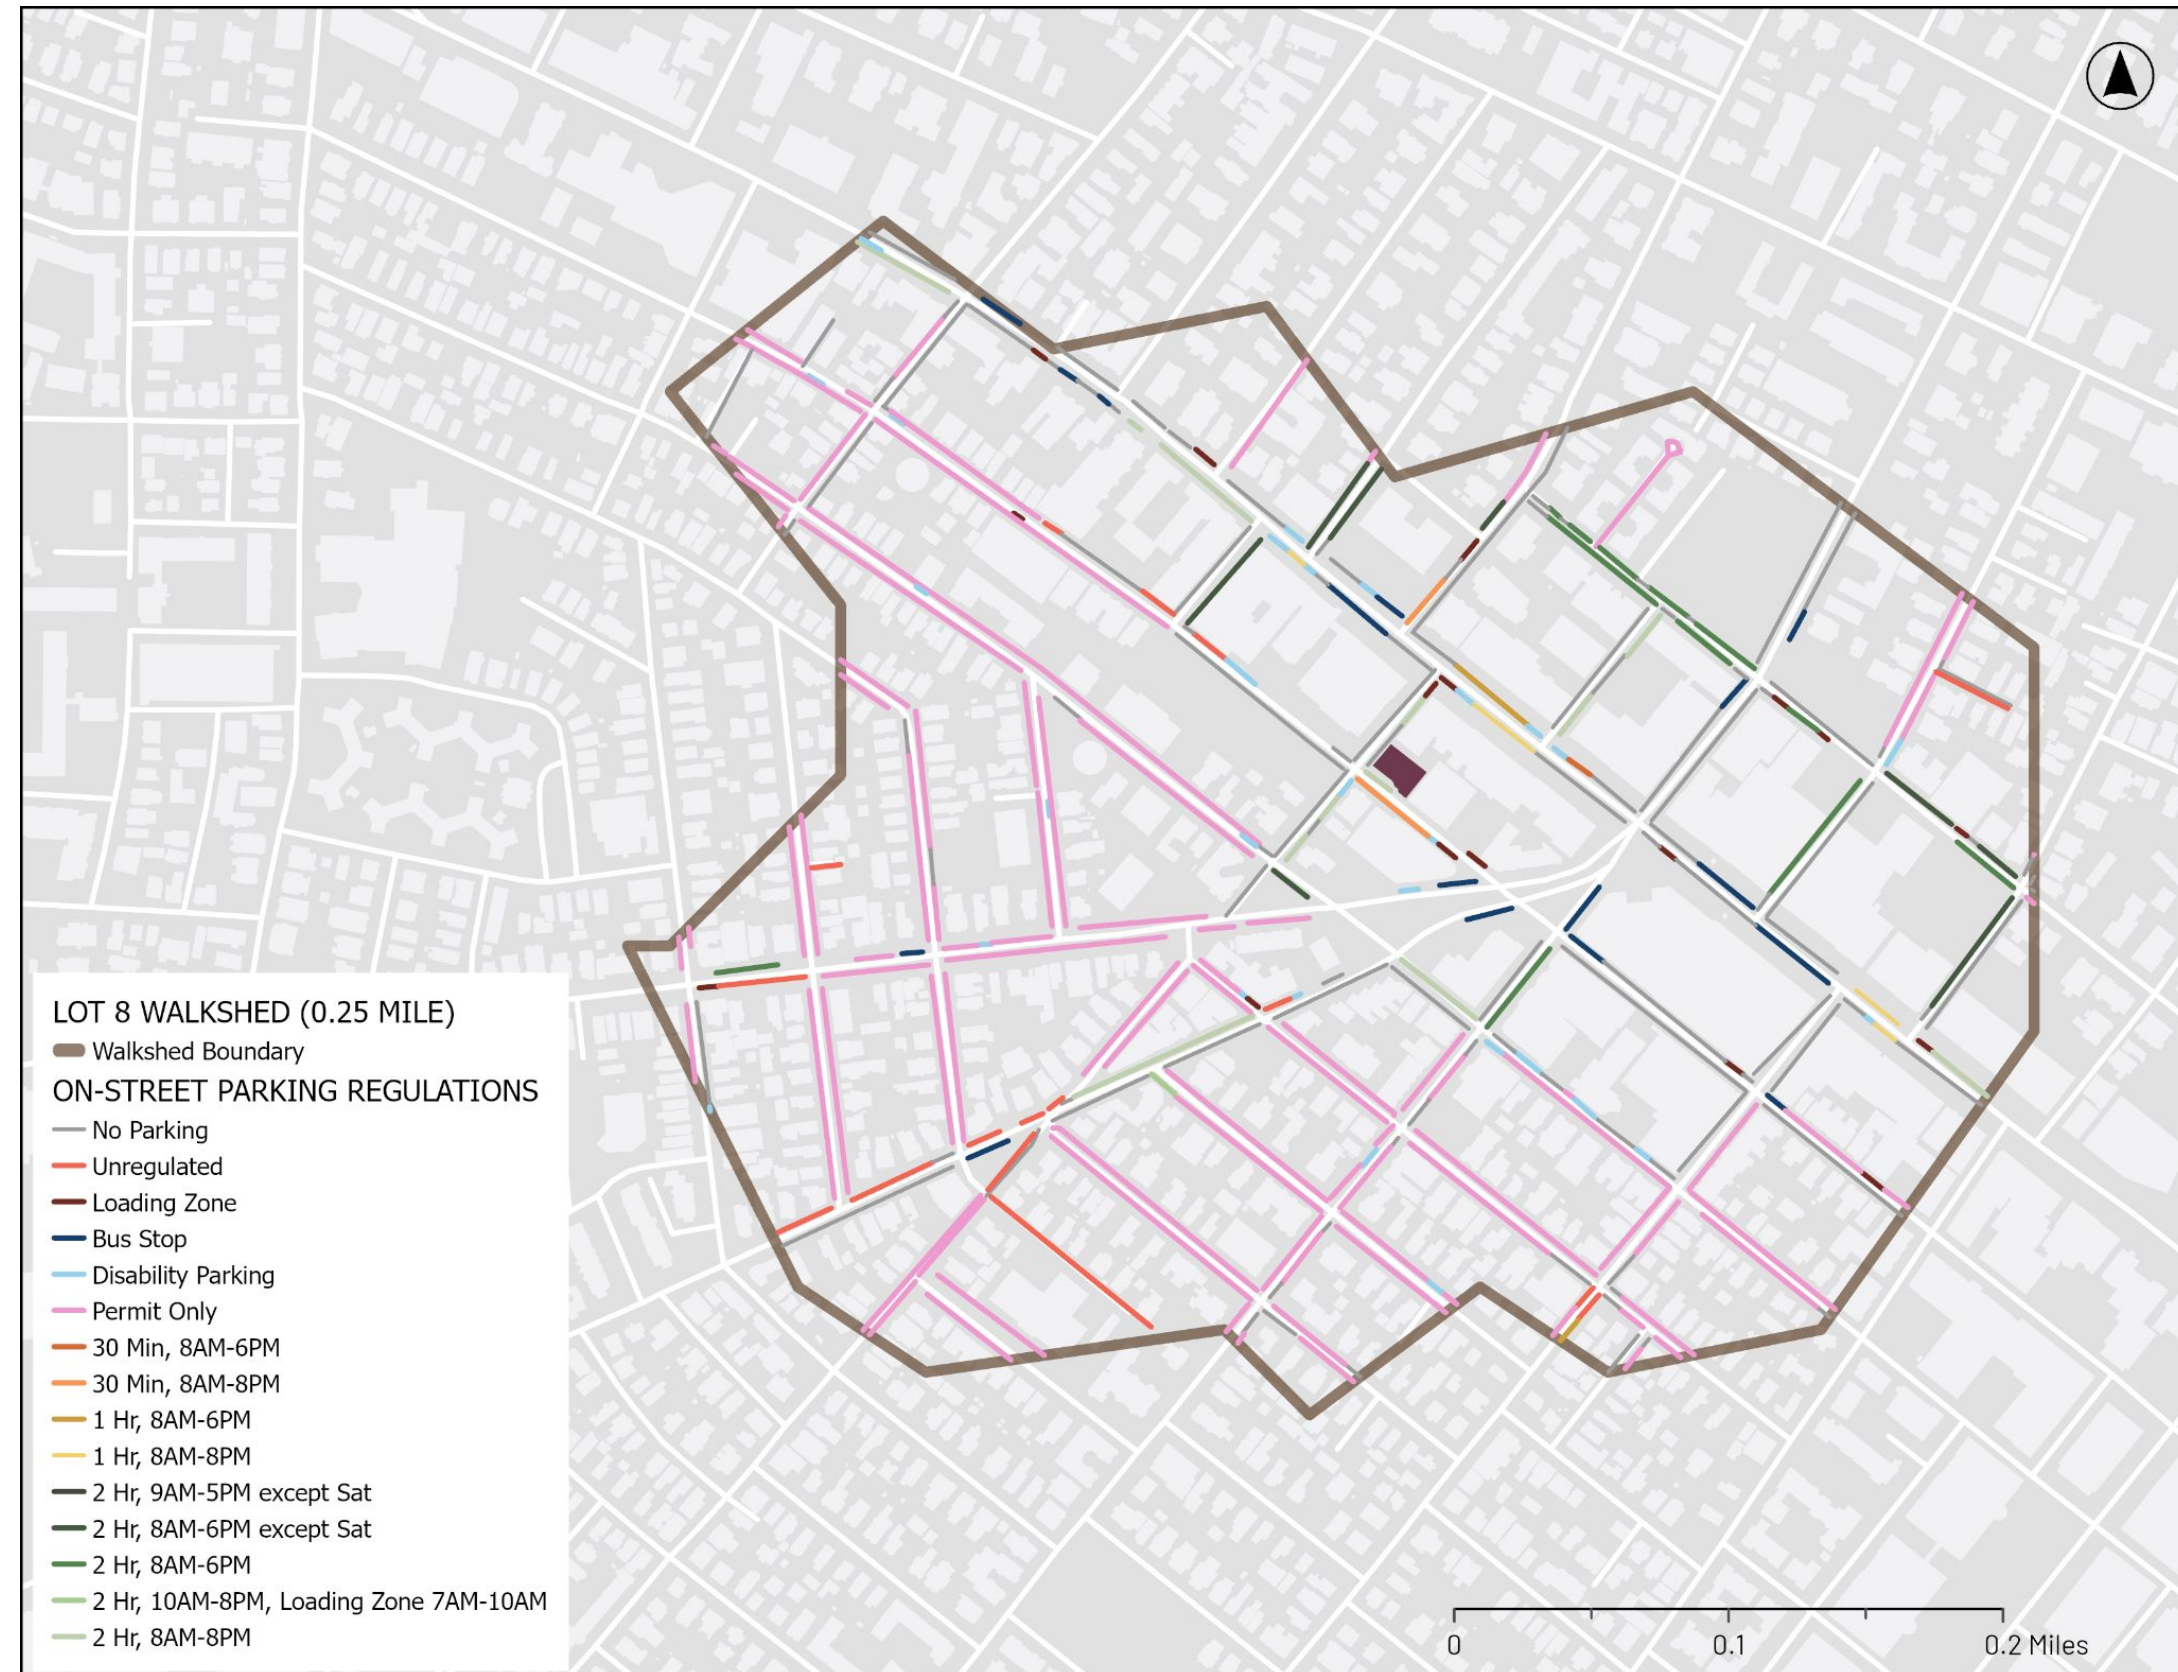 LOT 8 WALKSHED (0.25 MILE)
Walkshed Boundary
ON-STREET PARKING REGULATIONS
No Parking
Unregulated
Loading Zone
Bus Stop
Disability Parking
Permit Only
30 Min, 8AM-6PM
30 Min, 8AM-8PM
1 Hr, 8AM-6PM
1 Hr, 8AM-8PM
2 Hr, 9AM-5PM except Sat
2 Hr, 8AM-6PM except Sat
2 Hr, 8AM-6PM
2 Hr, 10AM-8PM, Loading Zone 7AM-10AM
2 Hr, 8AM-8PM
0 0.1 0.2 Miles